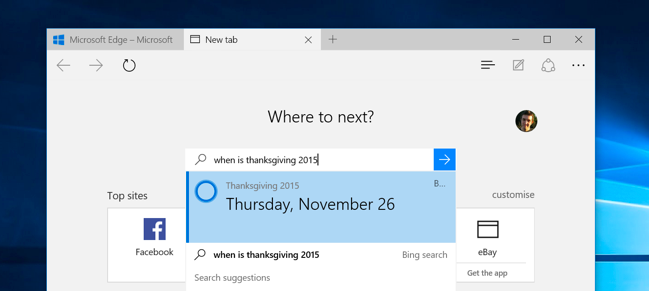 Microsoft Edge – Microsoft
New tab
Where to next?
when is thanksgiving 2015
Thanksgiving 2015
B...
Thursday, November 26
Top sites
customise
Facebook
when is thanksgiving 2015
Bing search
eBay
Search suggestions
Get the app